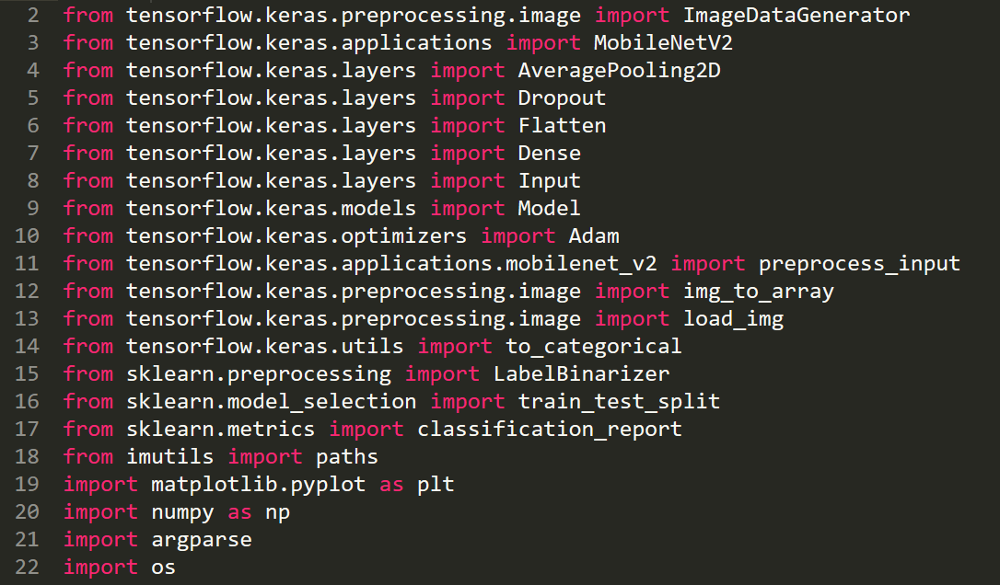 2 from tensorflow.keras.preprocessing.image import ImageDataGenerator
3 from tensorflow.keras.applications import MobileNetV2
4 from tensorflow.keras.layers import AveragePooling2D
5 from tensorflow.keras.layers import Dropout
6 from tensorflow.keras.layers import Flatten
7 from tensorflow.keras.layers import Dense
8 from tensorflow.keras.layers import Input
9 from tensorflow.keras.models import Model
10 from tensorflow.keras.optimizers import Adam
11 from tensorflow.keras.applications.mobilenet_v2 import preprocess_input
12 from tensorflow.keras.preprocessing.image import img_to_array
13 from tensorflow.keras.preprocessing.image import load_img
14 from tensorflow.keras.utils import to_categorical
15 from sklearn.preprocessing import LabelBinarizer
16 from sklearn.model_selection import train_test_split
17 from sklearn.metrics import classification_report
18 from imutils import paths
19 import matplotlib.pyplot as plt
20 import numpy as np
21 import argparse
22 import os